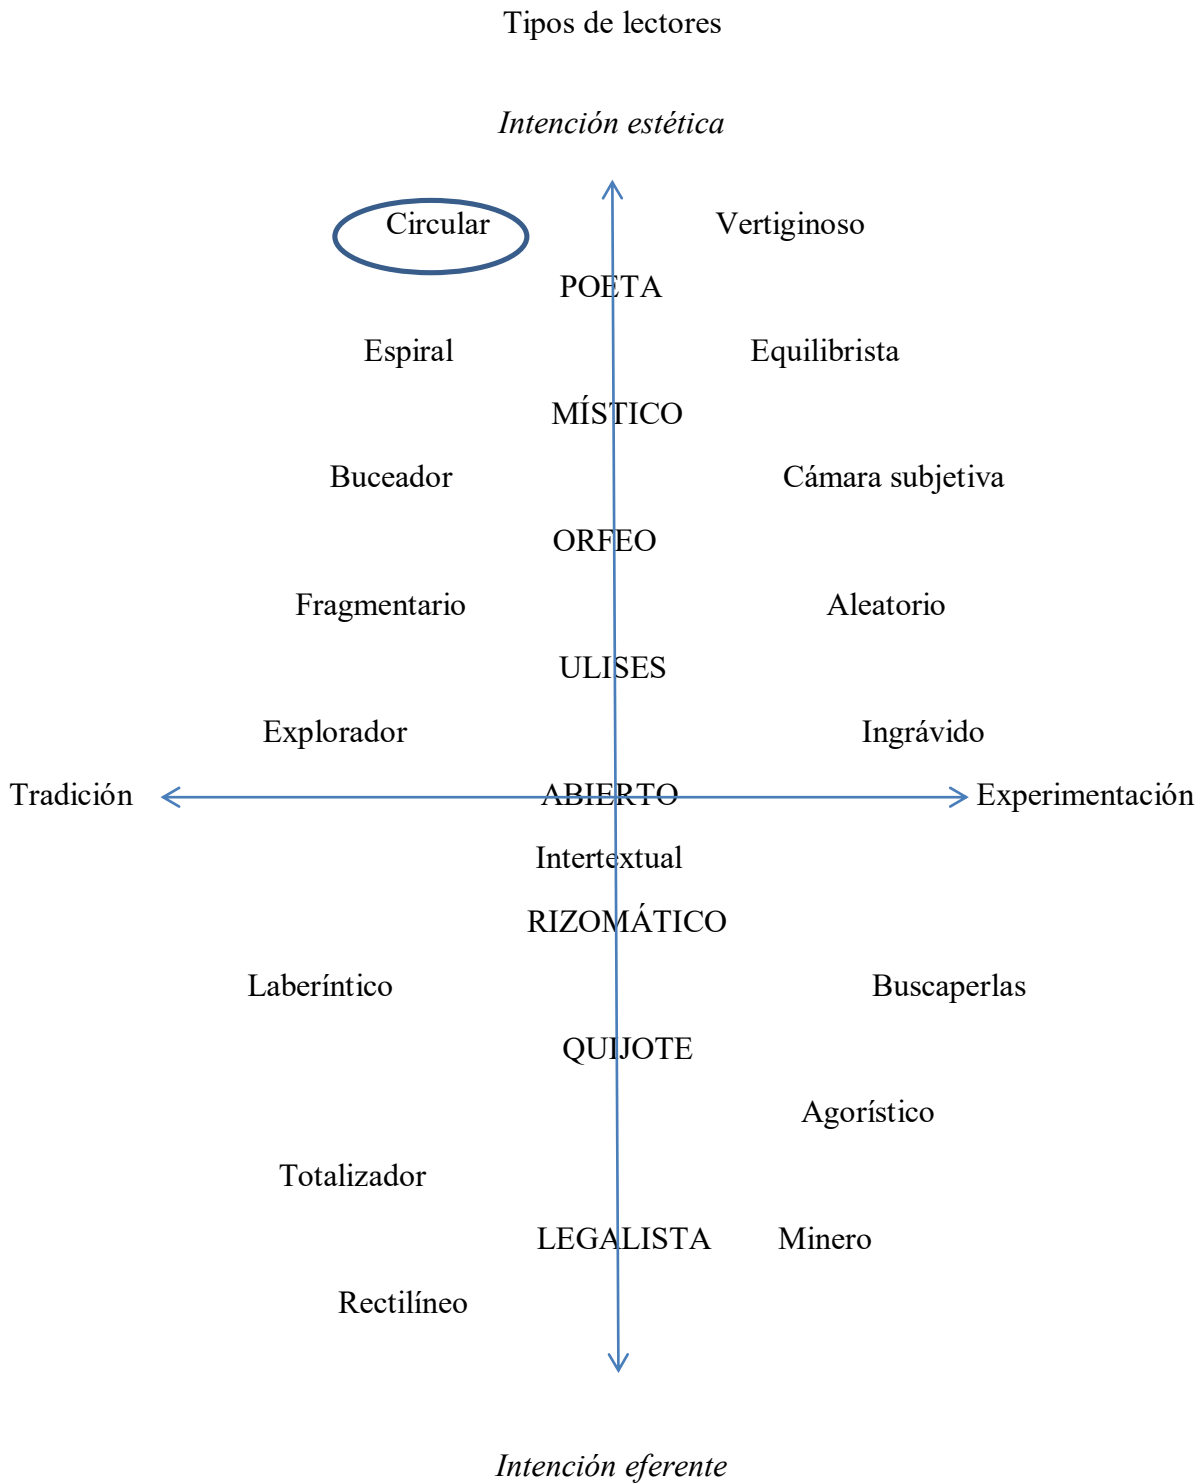 Tipos de lectores
Intención estética
Circular Vertiginoso
POETA
Espiral Equilibrista
MÍSTICO
Buceador Cámara subjetiva
ORFEO
Fragmentario Aleatorio
ULISES
Explorador Ingrávido
Tradición ABIERTO Experimentación
Intertextual
RIZOMÁTICO
Laberíntico Buscaperlas
QUIJOTE
Agorístico
Totalizador
LEGALISTA Minero
Rectilíneo
Intención eferente